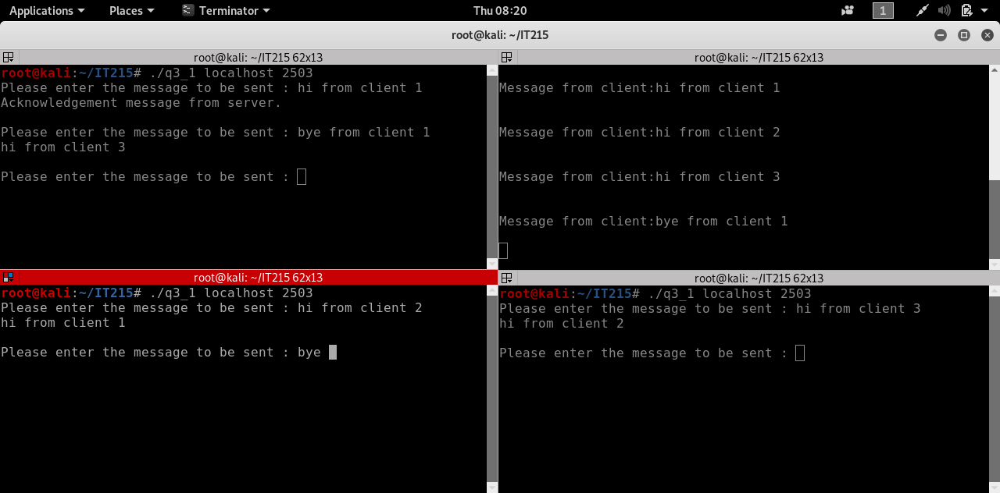 Applications Places Terminator Thu 08:20 1
root@kali: ~/IT215
root@kali: ~/IT215 62x13
root@kali:~/IT215# ./q3_1 localhost 2503
Please enter the message to be sent : hi from client 1
Acknowledgement message from server.
Please enter the message to be sent : bye from client 1
hi from client 3
Please enter the message to be sent :
root@kali: ~/IT215 62x13
Message from client:hi from client 1
Message from client:hi from client 2
Message from client:hi from client 3
Message from client:bye from client 1
root@kali: ~/IT215 62x13
root@kali:~/IT215# ./q3_1 localhost 2503
Please enter the message to be sent : hi from client 2
hi from client 1
Please enter the message to be sent : bye
root@kali: ~/IT215 62x13
root@kali:~/IT215# ./q3_1 localhost 2503
Please enter the message to be sent : hi from client 3
hi from client 2
Please enter the message to be sent :